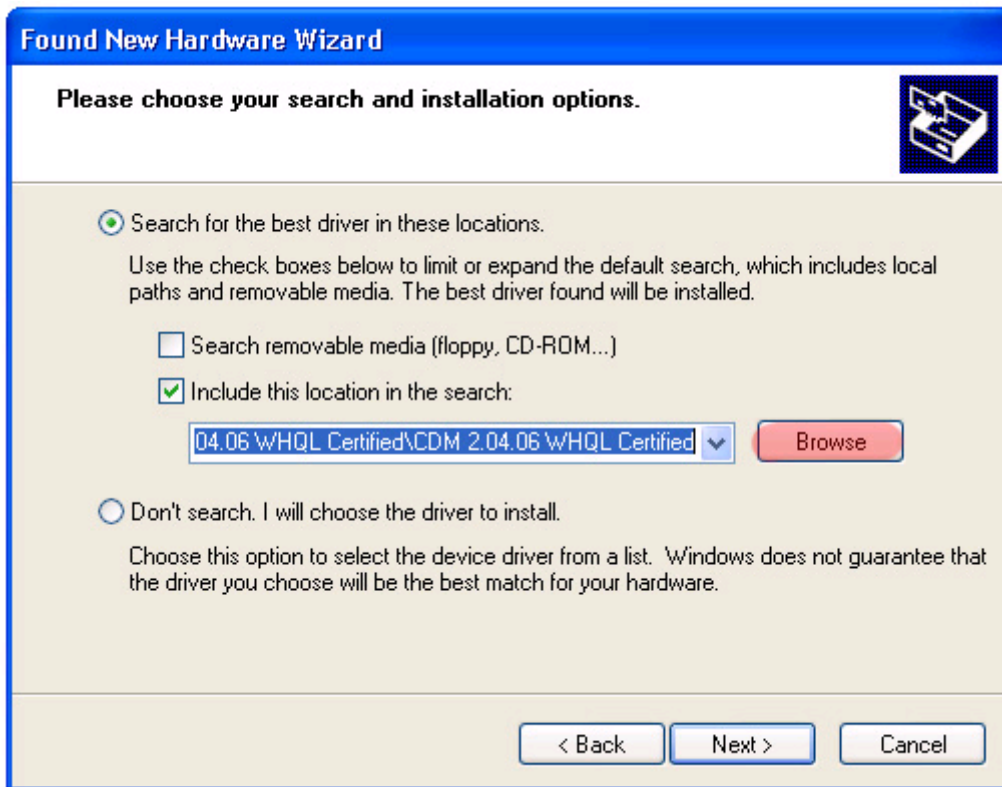 Found New Hardware Wizard
Please choose your search and installation options.
Search for the best driver in these locations.
Use the check boxes below to limit or expand the default search, which includes local
paths and removable media. The best driver found will be installed.
Search removable media (floppy, CD-ROM...)
Include this location in the search:
04.06 WHQL Certified\CDM 2.04.06 WHQL Certified
Browse
Don't search. I will choose the driver to install.
Choose this option to select the device driver from a list. Windows does not guarantee that
the driver you choose will be the best match for your hardware.
< Back
Next >
Cancel